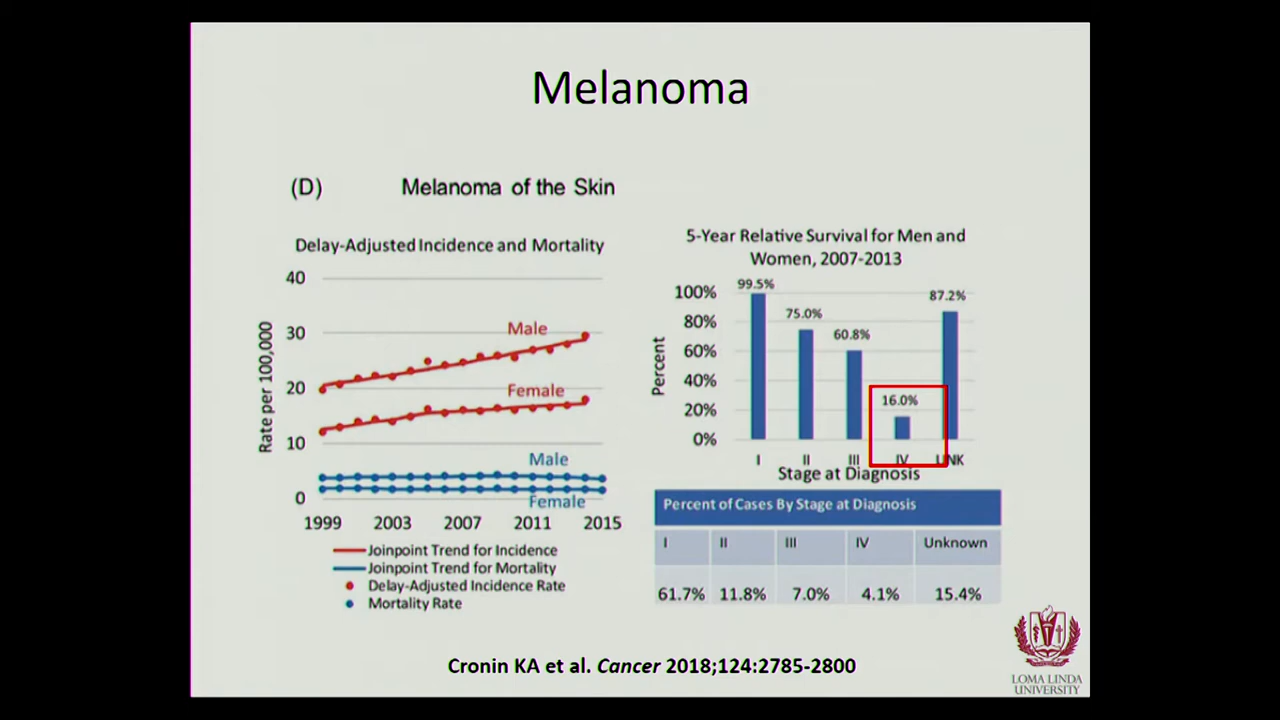 Melanoma
(D) Melanoma of the Skin
Delay-Adjusted Incidence and Mortality
40
30
20
10
0
Rate per 100,000
Male
Female
Male
Female
1999 2003 2007 2011 2015
Joinpoint Trend for Incidence
Joinpoint Trend for Mortality
Delay-Adjusted Incidence Rate
Mortality Rate
5-Year Relative Survival for Men and
Women, 2007-2013
100%
80%
60%
40%
20%
0%
Percent
99.5%
75.0%
60.8%
16.0%
87.2%
I II III IV UNK
Stage at Diagnosis
Percent of Cases By Stage at Diagnosis
I II III IV Unknown
61.7% 11.8% 7.0% 4.1% 15.4%
Cronin KA et al. Cancer 2018;124:2785-2800
LOMA LINDA
UNIVERSITY